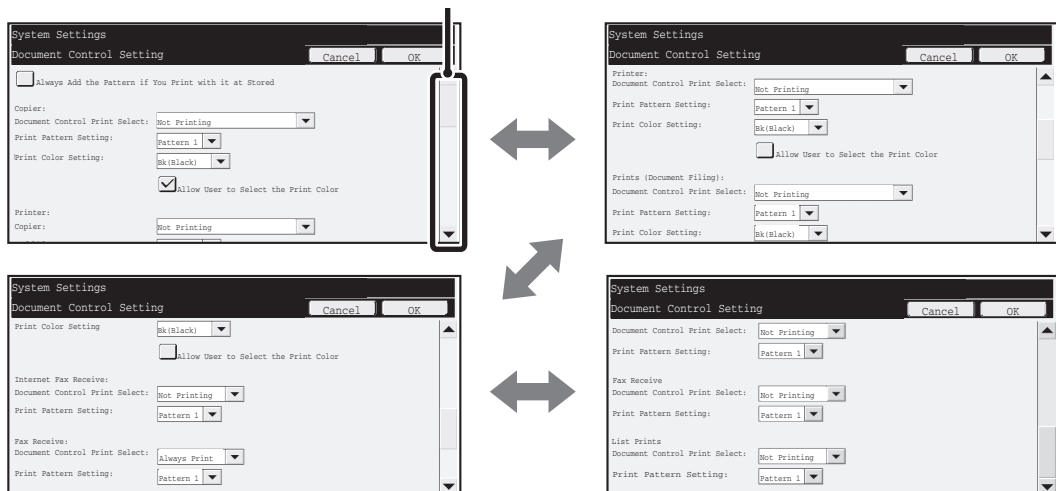 System Settings
Document Control Setting Cancel OK
Always Add the Pattern if You Print with it at Stored
Copier:
Document Control Print Select: Not Printing
Print Pattern Setting: Pattern 1
Print Color Setting: Bk(Black)
Allow User to Select the Print Color
Printer:
Copier: Not Printing
System Settings
Document Control Setting Cancel OK
Printer:
Document Control Print Select: Not Printing
Print Pattern Setting: Pattern 1
Print Color Setting: Bk(Black)
Allow User to Select the Print Color
Prints (Document Filing):
Document Control Print Select: Not Printing
Print Pattern Setting: Pattern 1
Print Color Setting: Bk(Black)
System Settings
Document Control Setting Cancel OK
Print Color Setting Bk(Black)
Allow User to Select the Print Color
Internet Fax Receive:
Document Control Print Select: Not Printing
Print Pattern Setting: Pattern 1
Fax Receive:
Document Control Print Select: Always Print
Print Pattern Setting: Pattern 1
System Settings
Document Control Setting Cancel OK
Document Control Print Select: Not Printing
Print Pattern Setting: Pattern 1
Fax Receive
Document Control Print Select: Not Printing
Print Pattern Setting: Pattern 1
List Prints
Document Control Print Select: Not Printing
Print Pattern Setting: Pattern 1